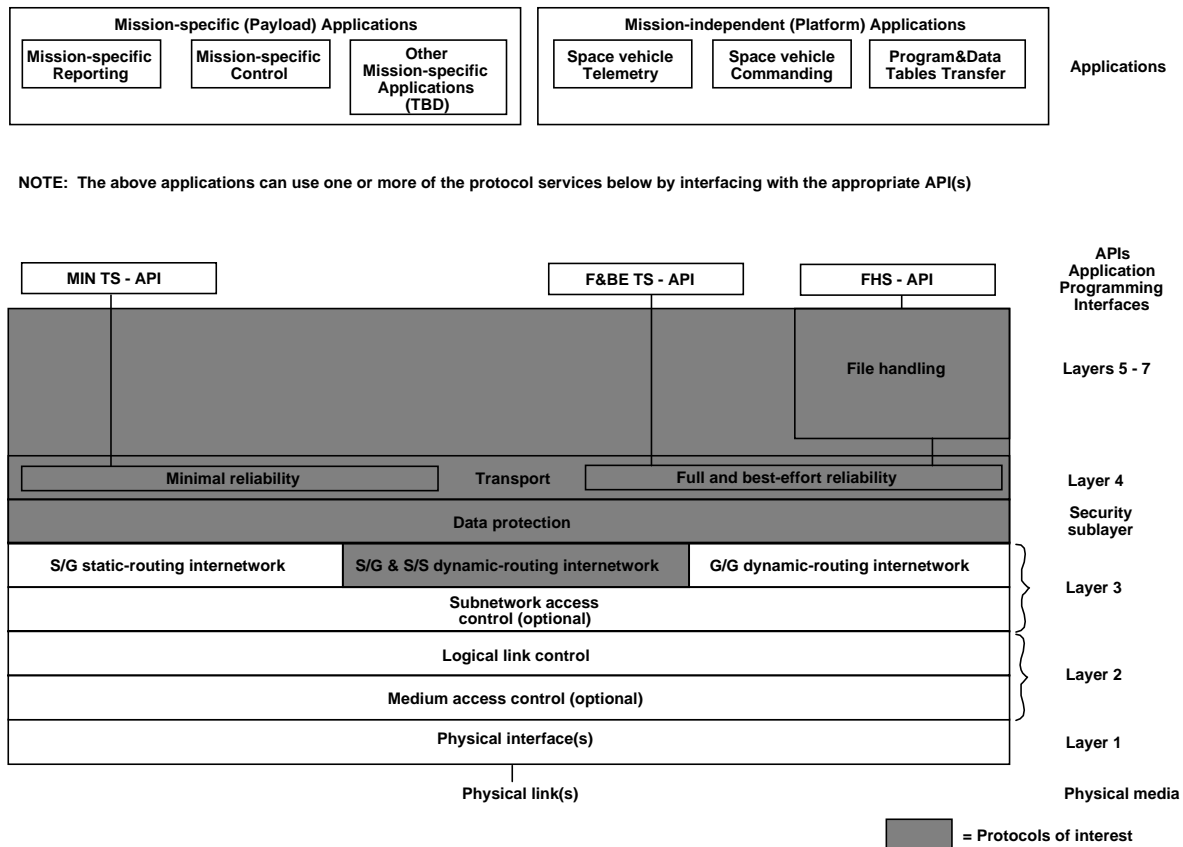 Mission-specific (Payload) Applications
Mission-specific
Reporting
Mission-specific
Control
Other
Mission-specific
Applications
(TBD)
Mission-independent (Platform) Applications
Space vehicle
Telemetry
Space vehicle
Commanding
Program&Data
Tables Transfer
Applications
NOTE: The above applications can use one or more of the protocol services below by interfacing with the appropriate API(s)
MIN TS - API
F&BE TS - API
FHS - API
APIs
Application
Programming
Interfaces
File handling
Layers 5 - 7
Minimal reliability
Transport
Full and best-effort reliability
Layer 4
Data protection
Security
sublayer
S/G static-routing internetwork
S/G & S/S dynamic-routing internetwork
G/G dynamic-routing internetwork
Subnetwork access
control (optional)
Layer 3
Logical link control
Medium access control (optional)
Layer 2
Physical interface(s)
Layer 1
Physical link(s)
Physical media
= Protocols of interest